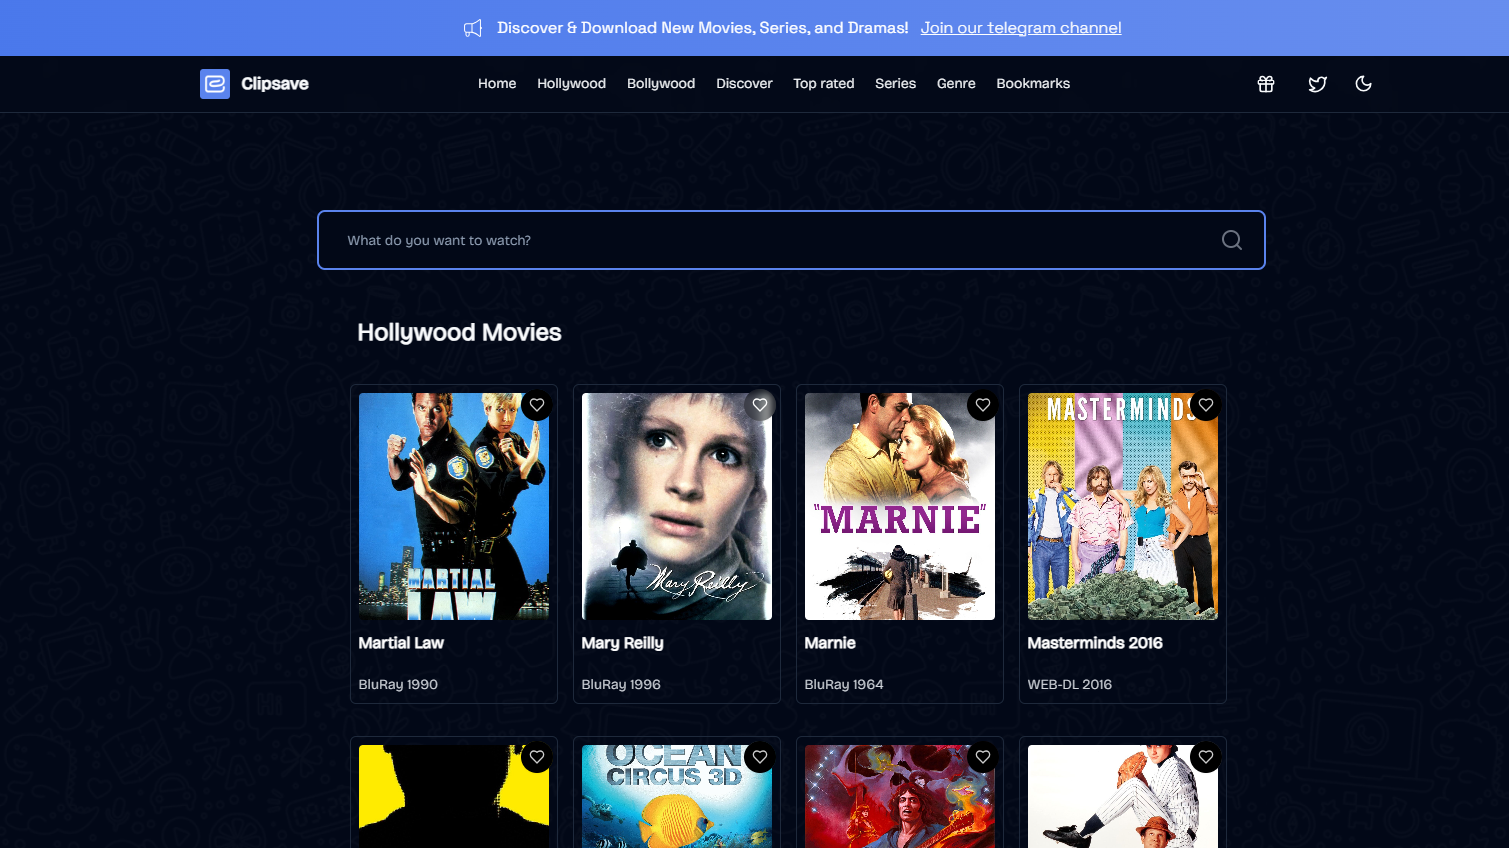 Discover & Download New Movies, Series, and Dramas! Join our telegram channel
Clipsave
Home Hollywood Bollywood Discover Top rated Series Genre Bookmarks
What do you want to watch?
Hollywood Movies
MARTIAL
LAW
Mary Reilly
"MARNIE"
MASTERMINDS
Martial Law
Mary Reilly
Marnie
Masterminds 2016
BluRay 1990
BluRay 1996
BluRay 1964
WEB-DL 2016
OCEAN
CIRCUS 3D